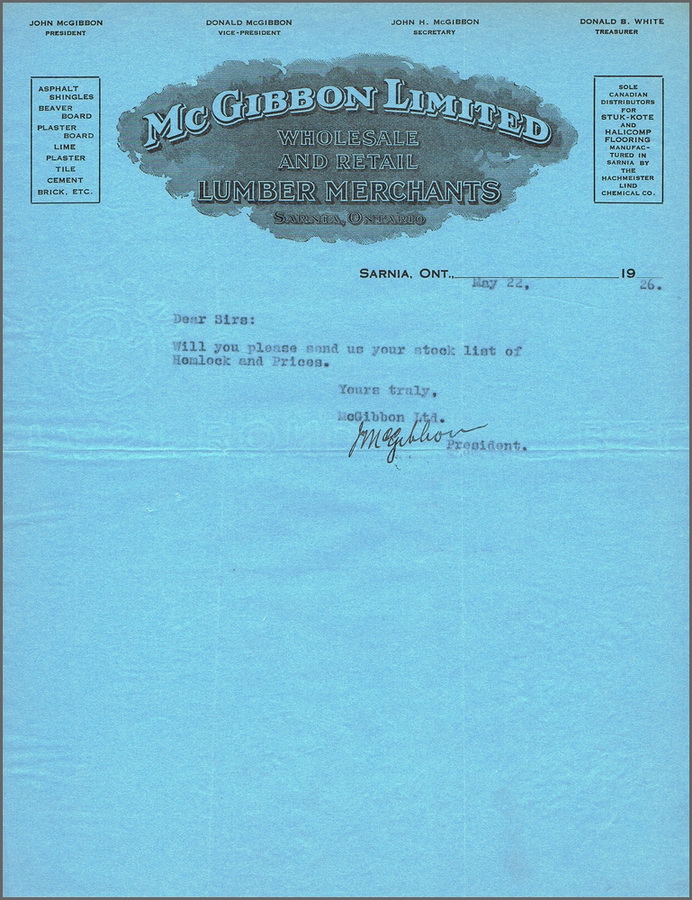 JOHN McGIBBON
PRESIDENT
DONALD McGIBBON
VICE-PRESIDENT
JOHN H. McGIBBON
SECRETARY
DONALD B. WHITE
TREASURER
ASPHALT
SHINGLES
BEAVER
BOARD
PLASTER
BOARD
LIME
PLASTER
TILE
CEMENT
BRICK, ETC.
McGIBBON LIMITED
WHOLESALE
AND RETAIL
LUMBER MERCHANTS
SARNIA, ONTARIO
SOLE
CANADIAN
DISTRIBUTORS
FOR
STUK-KOTE
AND
HALICOMP
FLOORING
MANUFAC-
TURED IN
SARNIA BY
THE
HACHMEISTER
LIND
CHEMICAL CO.
SARNIA, ONT., May 22, 1926.
Dear Sirs:
Will you please send us your stock list of
Hemlock and Prices.
Yours truly,
McGibbon Ltd.
J McGibbon
President.